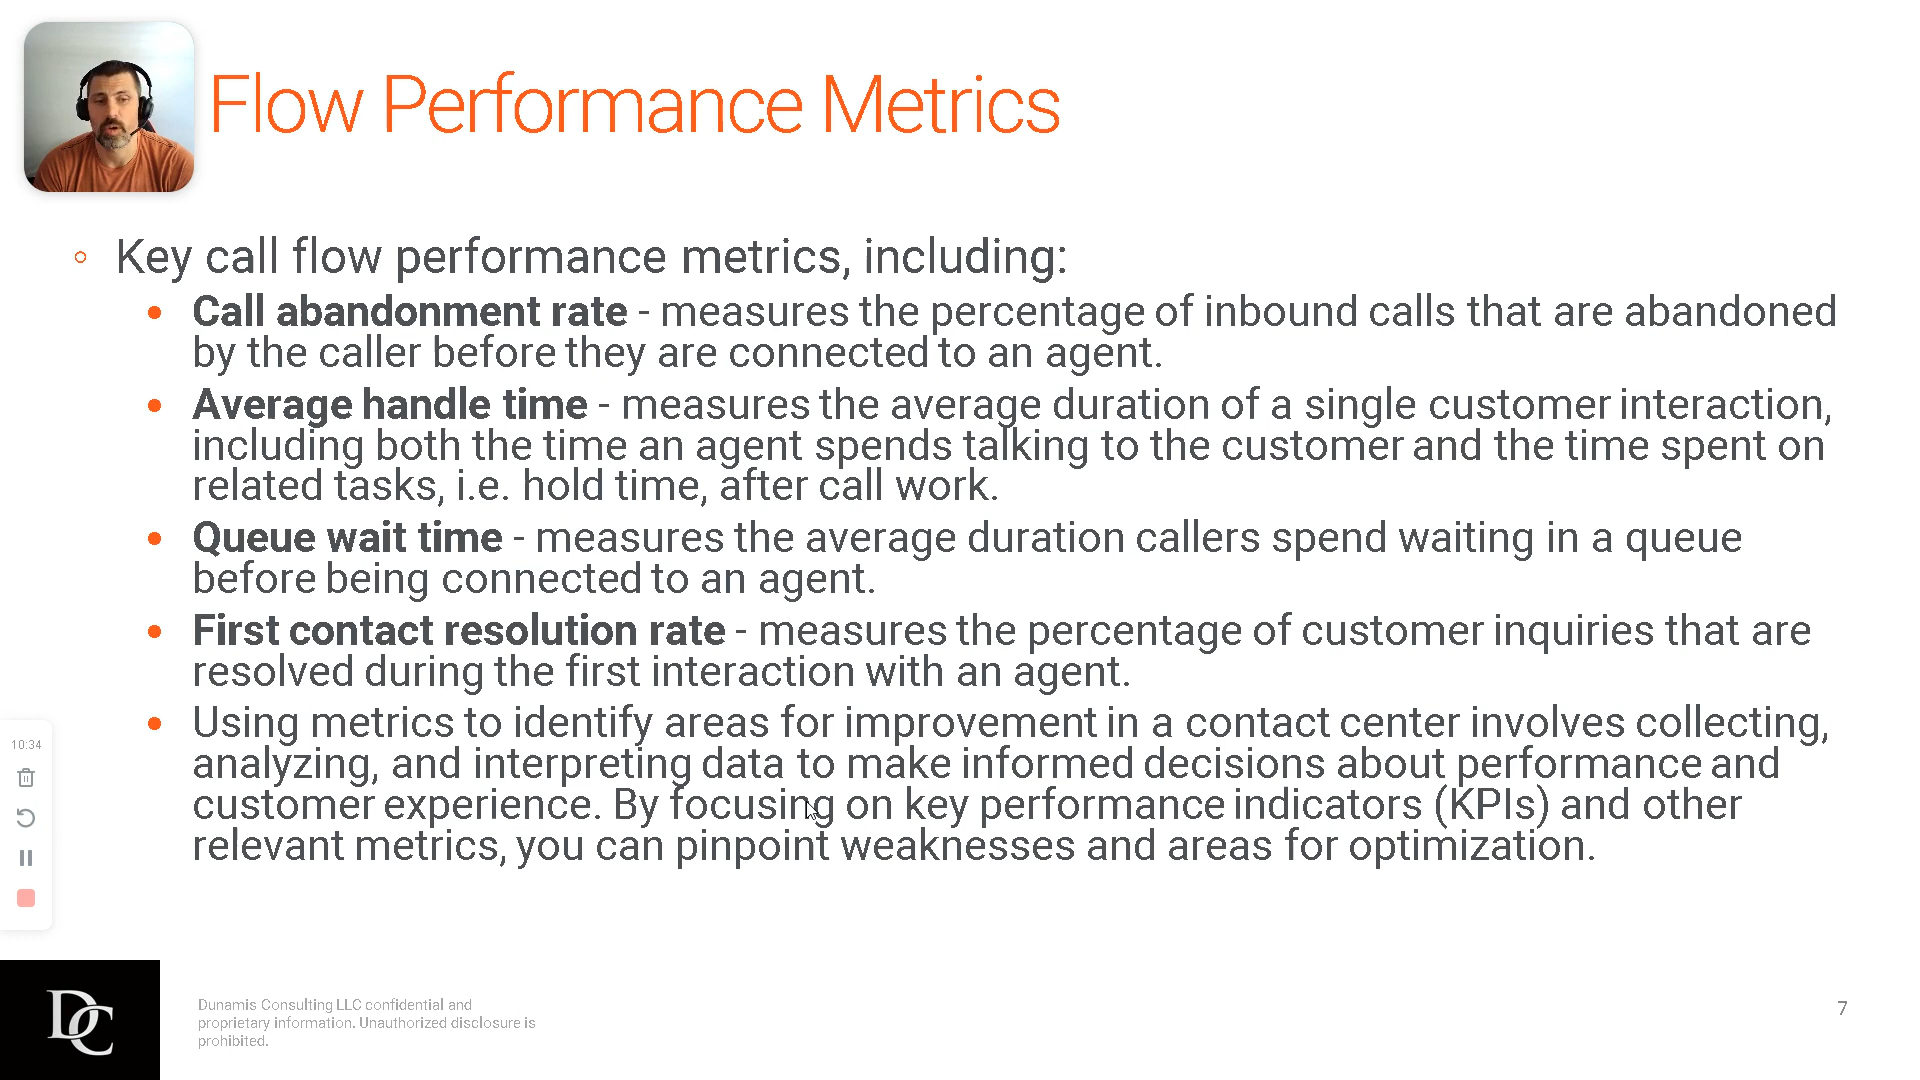 Flow Performance Metrics
Key call flow performance metrics, including:
Call abandonment rate - measures the percentage of inbound calls that are abandoned
by the caller before they are connected to an agent.
Average handle time - measures the average duration of a single customer interaction,
including both the time an agent spends talking to the customer and the time spent on
related tasks, i.e. hold time, after call work.
Queue wait time - measures the average duration callers spend waiting in a queue
before being connected to an agent.
First contact resolution rate - measures the percentage of customer inquiries that are
resolved during the first interaction with an agent.
Using metrics to identify areas for improvement in a contact center involves collecting,
analyzing, and interpreting data to make informed decisions about performance and
customer experience. By focusing on key performance indicators (KPIs) and other
relevant metrics, you can pinpoint weaknesses and areas for optimization.
10:34
DC
Dunamis Consulting LLC confidential and
proprietary information. Unauthorized disclosure is
prohibited.
7